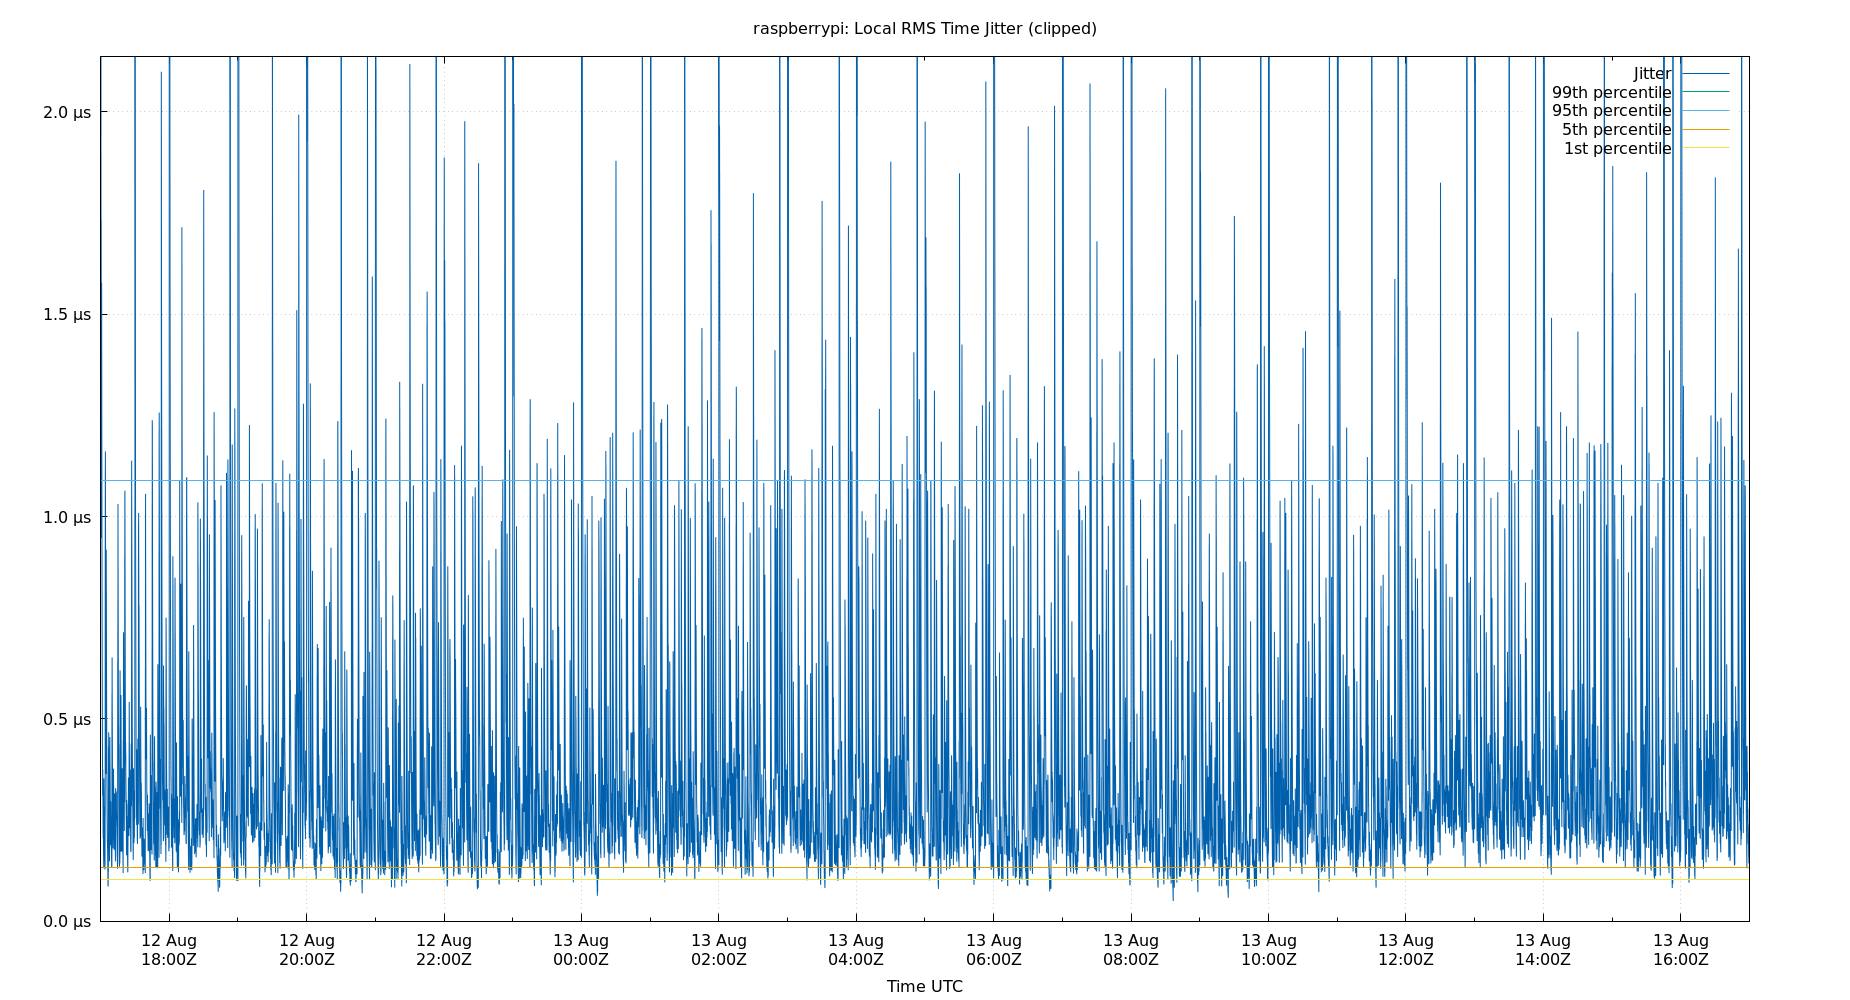 raspberrypi: Local RMS Time Jitter (clipped)
Jitter
99th percentile
95th percentile
5th percentile
1st percentile
2.0 μs
1.5 μs
1.0 μs
0.5 μs
0.0 μs
12 Aug 12 Aug 12 Aug 13 Aug 13 Aug 13 Aug 13 Aug 13 Aug 13 Aug 13 Aug 13 Aug 13 Aug
18:00Z 20:00Z 22:00Z 00:00Z 02:00Z 04:00Z 06:00Z 08:00Z 10:00Z 12:00Z 14:00Z 16:00Z
Time UTC